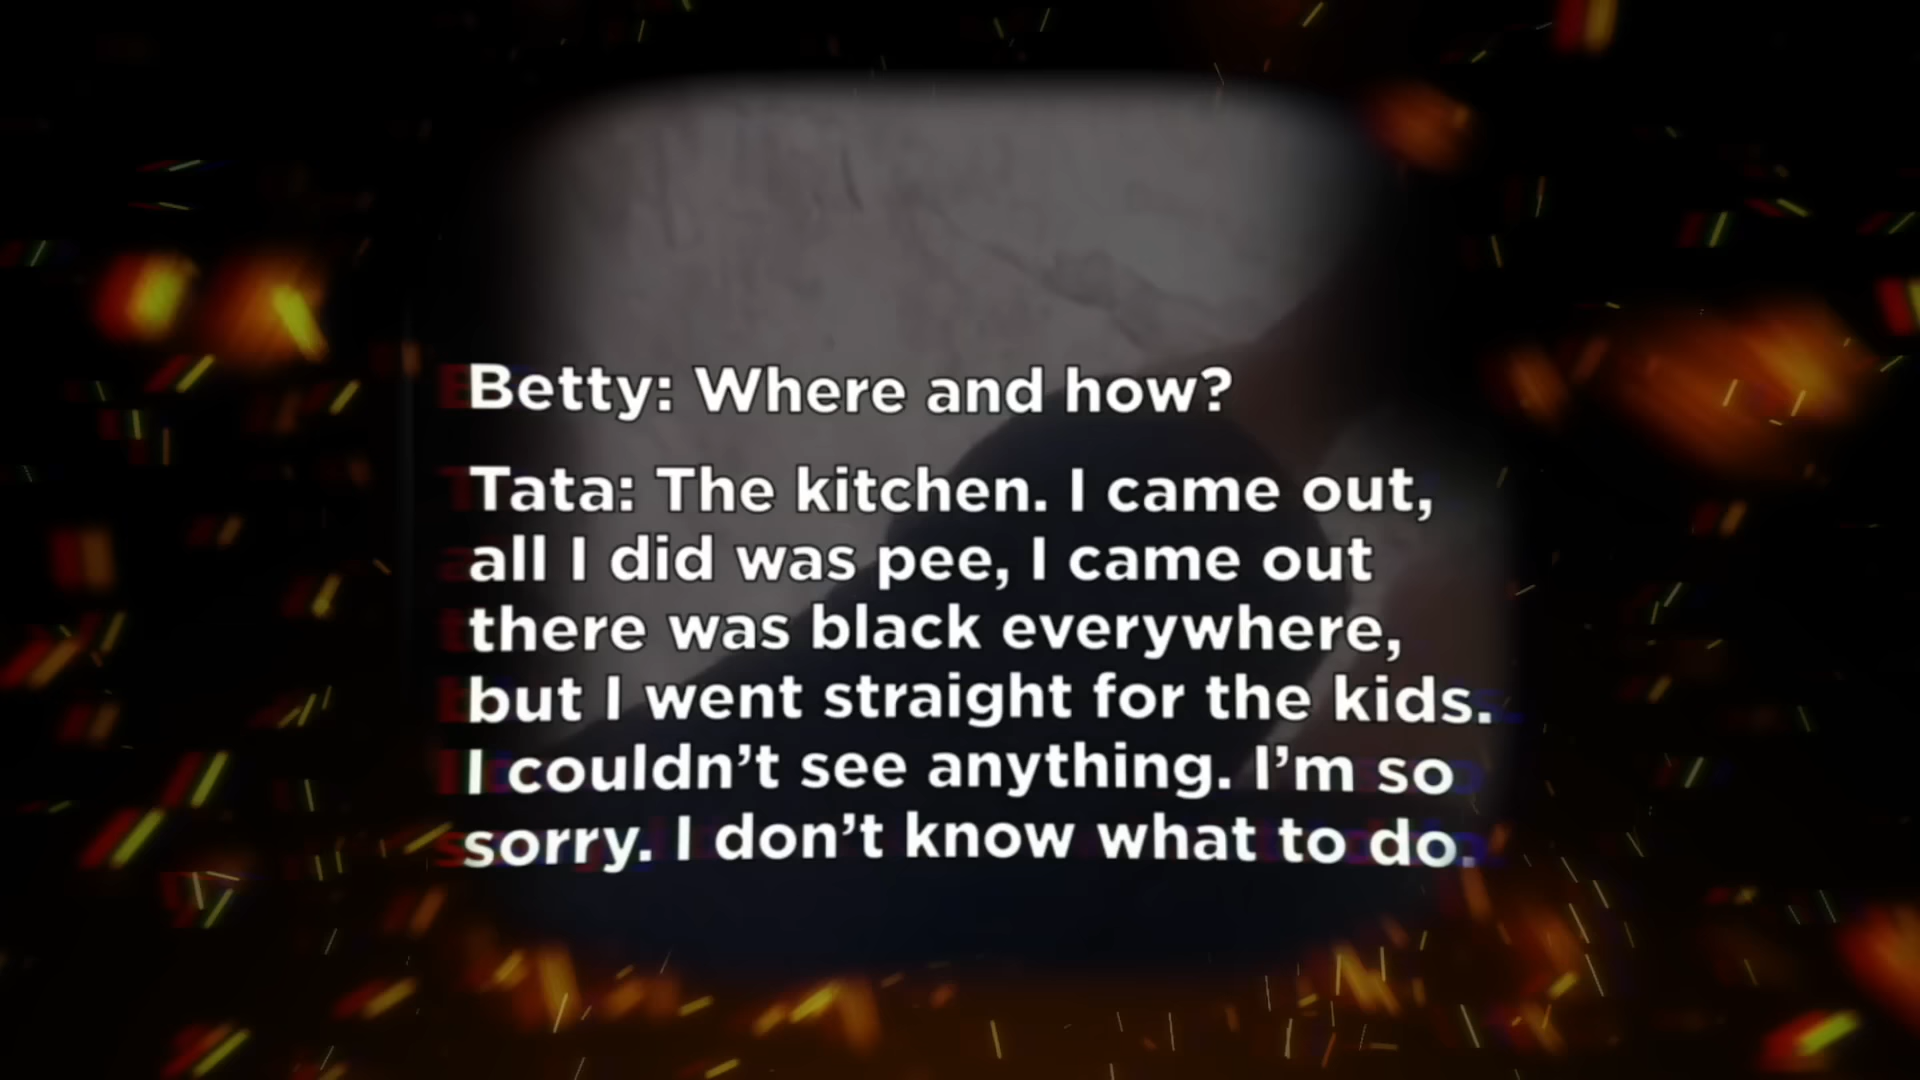 Betty: Where and how?
Tata: The kitchen. I came out,
all I did was pee, I came out
there was black everywhere,
but I went straight for the kids.
I couldn’t see anything. I’m so
sorry. I don’t know what to do.